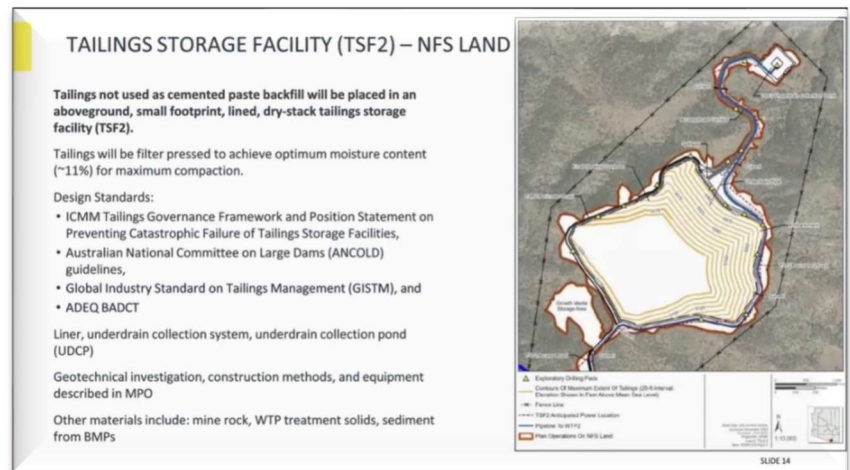 TAILINGS STORAGE FACILITY (TSF2) – NFS LAND
Tailings not used as cemented paste backfill will be placed in an
aboveground, small footprint, lined, dry-stack tailings storage
facility (TSF2).
Tailings will be filter pressed to achieve optimum moisture content
(~11%) for maximum compaction.
Design Standards:
• ICMM Tailings Governance Framework and Position Statement on
Preventing Catastrophic Failure of Tailings Storage Facilities,
• Australian National Committee on Large Dams (ANCOLD)
guidelines,
• Global Industry Standard on Tailings Management (GISTM), and
• ADEQ BADCT
Liner, underdrain collection system, underdrain collection pond
(UDCP)
Geotechnical investigation, construction methods, and equipment
described in MPO
Other materials include: mine rock, WTP treatment solids, sediment
from BMPs
Growth Media
Storage Area
Exploratory Drilling Pads
Contours Of Maximum Extent Of Tailings (25-ft Interval.
Elevation Shown In Feet Above Mean Sea Level)
Fence Line
TSF2 Anticipated Power Location
Pipeline To WTP2
Plan Operations On NFS Land
N
SLIDE 14